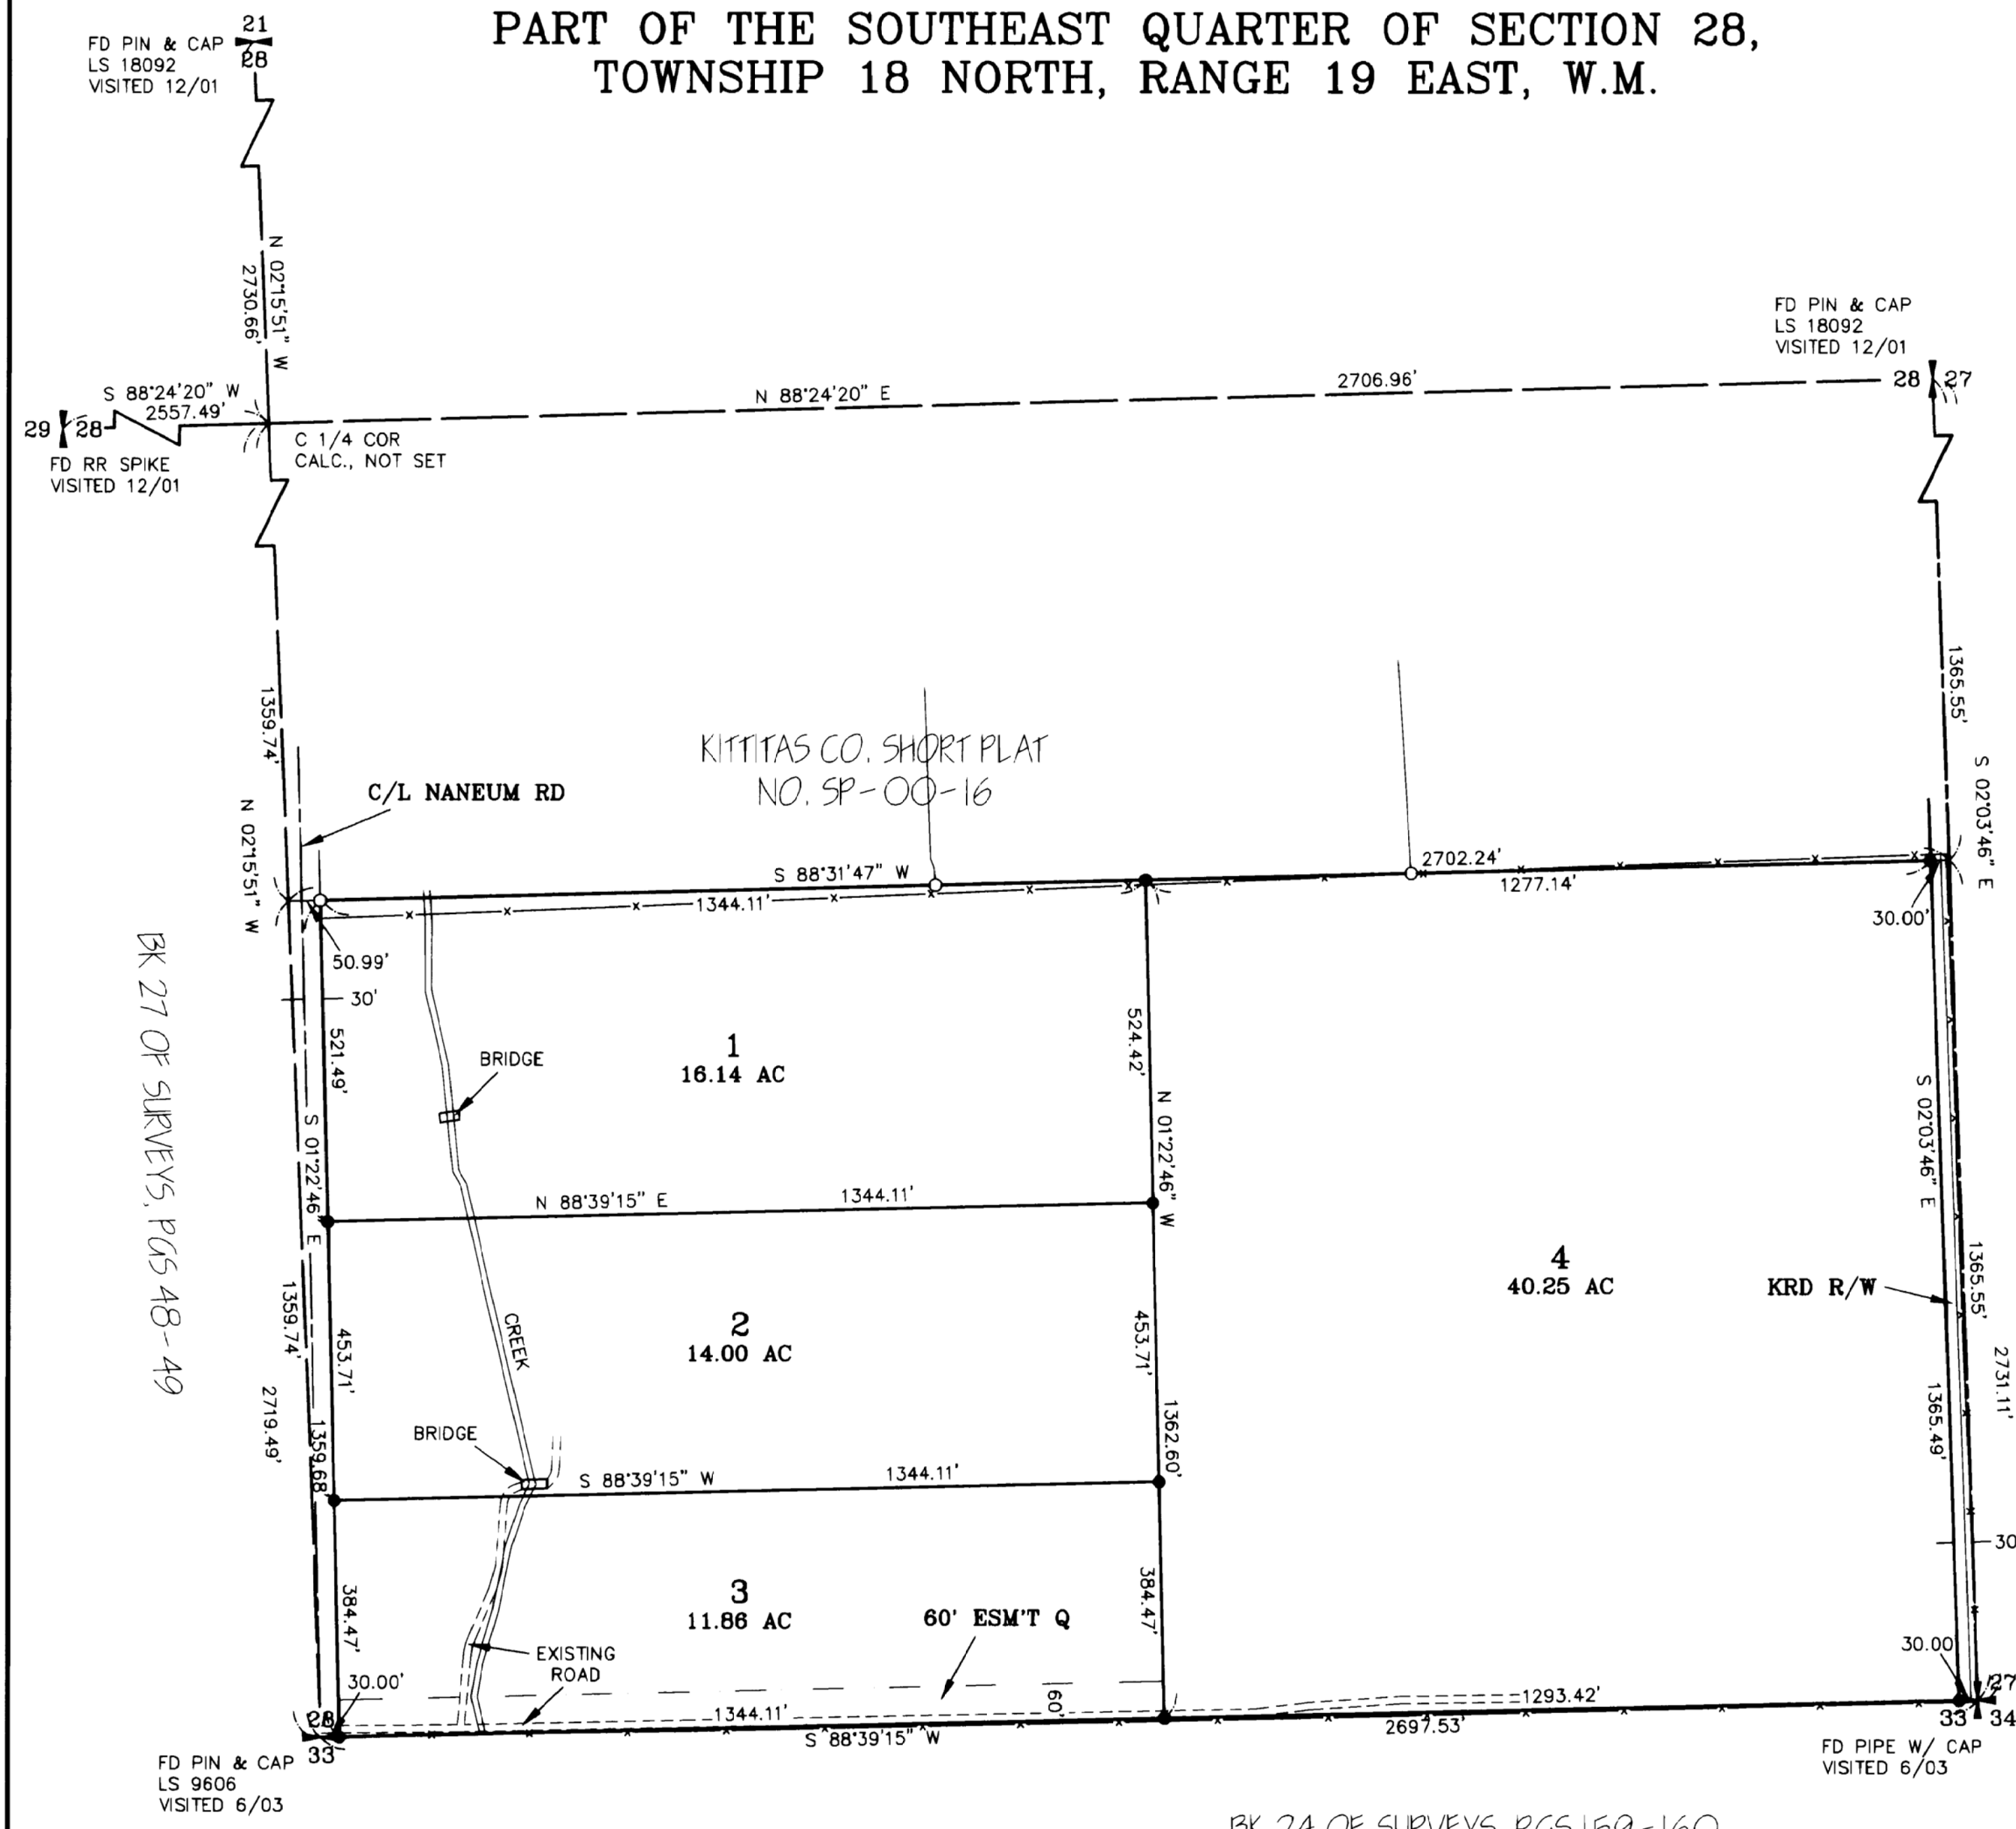 PART OF THE SOUTHEAST QUARTER OF SECTION 28,
TOWNSHIP 18 NORTH, RANGE 19 EAST, W.M.
21
28
FD PIN & CAP
LS 18092
VISITED 12/01
N 02°15'51" W
2730.66'
S 88°24'20" W
2557.49'
29 28
FD RR SPIKE
VISITED 12/01
C 1/4 COR
CALC., NOT SET
N 88°24'20" E
2706.96'
FD PIN & CAP
LS 18092
VISITED 12/01
28 27
1359.74'
N 02°15'51" W
C/L NANEUM RD
KITTITAS CO. SHORT PLAT
NO. SP-00-16
1365.55'
S 02°03'46" E
S 88°31'47" W
2702.24'
1344.11'
1277.14'
30.00'
50.99'
30'
BK 27 OF SURVEYS, PGS 48-49
521.49'
S 01°22'46 E
BRIDGE
1
16.14 AC
524.42'
N 01°22'46" W
S 02°03'46" E
N 88°39'15" E
1344.11'
4
40.25 AC
KRD R/W
1365.55'
2731.11'
1365.49'
1359.74'
2719.49'
453.71'
1359.68
CREEK
2
14.00 AC
453.71'
1362.60'
BRIDGE
S 88°39'15" W
1344.11'
384.47'
3
11.86 AC
384.47'
60' ESM'T Q
EXISTING
ROAD
30.00'
60'
30
30.00
1344.11'
S 88°39'15" W
1293.42'
2697.53'
28
33
27
33 34
FD PIN & CAP
LS 9606
VISITED 6/03
FD PIPE W/ CAP
VISITED 6/03
BK 24 OF SURVEYS, PGS 159-160